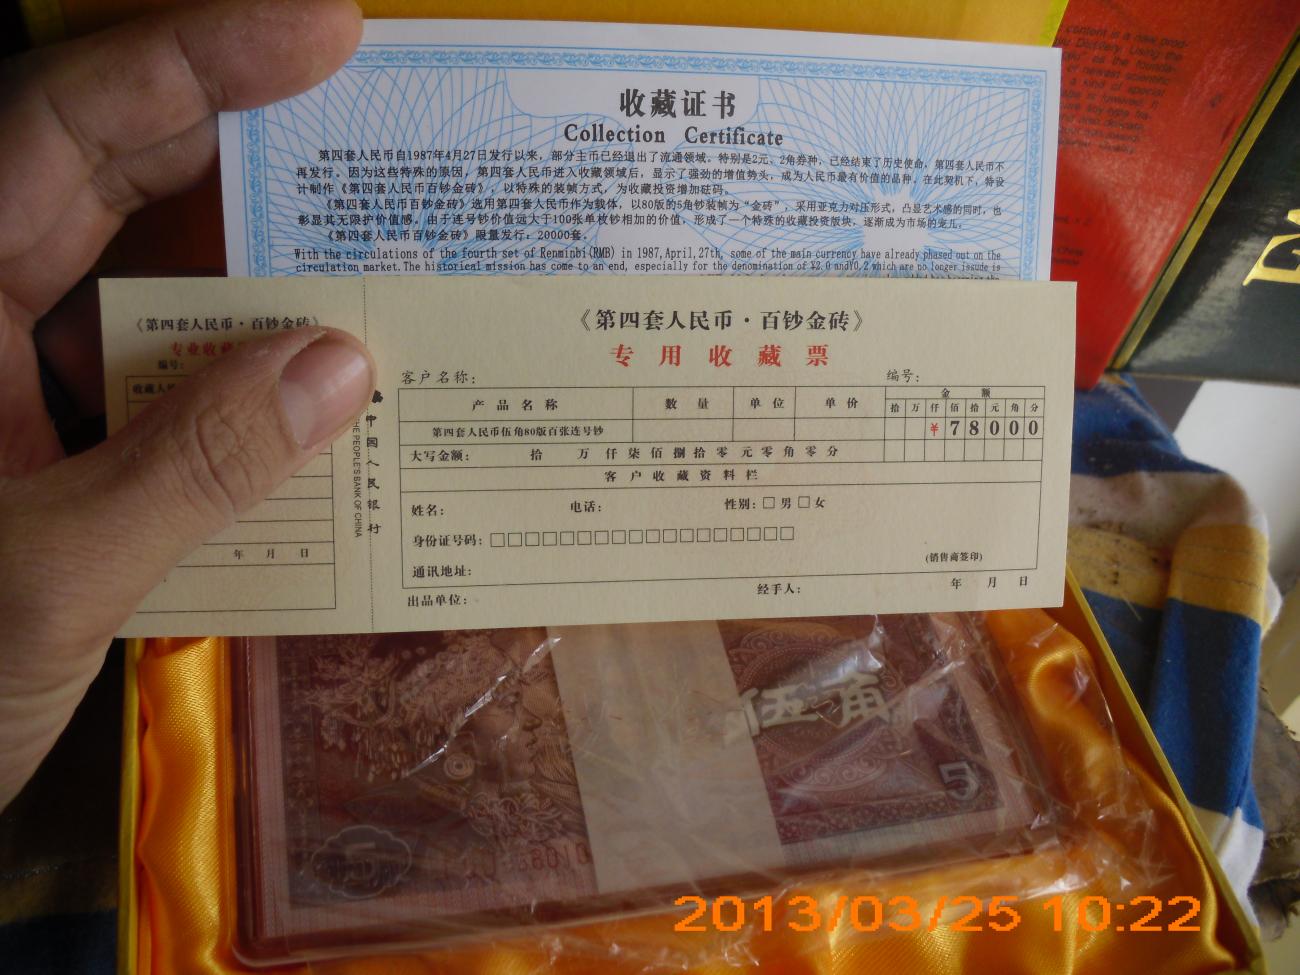 收藏证书
Collection Certificate
第四套人民币自1987年4月27日发行以来，部分主币已经退出了流通领域。特别是2元、2角券种，已经结束了历史使命，第四套人民币不
再发行。因为这些特殊的原因，第四套人民币进入收藏领域后，显示了强劲的增值势头，成为人民币最有价值的品种。在此契机下，特设
计制作《第四套人民币百钞金砖》，以特殊的装帧方式，为收藏投资增加砝码。
《第四套人民币百钞金砖》选用第四套人民币作为载体，以80版的5角钞装帧为“金砖”，采用亚克力对压形式，凸显艺术感的同时，也
彰显其无限护价值感。由于连号钞价值远大于100张单枚钞相加的价值，形成了一个特殊的收藏投资版块，逐渐成为市场的宠儿。
《第四套人民币百钞金砖》限量发行：20000套。
With the circulations of the fourth set of Renminbi(RMB) in 1987,April,27th, some of the main currency have already phased out on the
circulation market.The historical mission has come to an end, especially for the denomination of ¥2.0 and¥0.2 which are no longer issude is
《第四套人民币·百钞金砖》
专业收藏
编号:
收藏人
年 月 日
中国人民银行
THE PEOPLE'S BANK OF CHINA
《第四套人民币·百钞金砖》
专用收藏票
客户名称: 编号:
产品名称 数量 单位 单价 金额
拾 万 仟 佰 拾 元 角 分
第四套人民币伍角80版百张连号钞 ¥ 7 8 0 0 0
大写金额: 拾 万 仟 柒 佰 捌 拾 零 元 零 角 零 分
客户收藏资料栏
姓名: 电话: 性别: □ 男 □ 女
身份证号码: □□□□□□□□□□□□□□□□□□
通讯地址: (销售商签印)
出品单位: 经手人: 年 月 日
伍角
5
5
2013/03/25 10:22